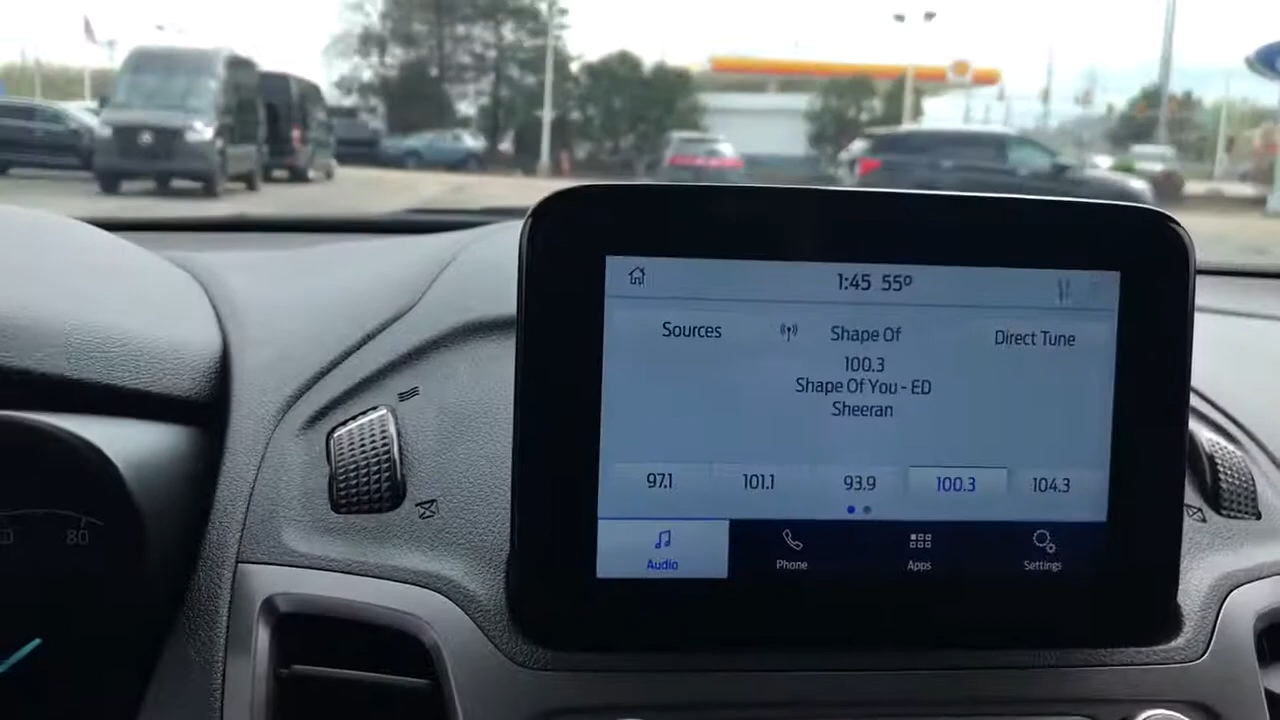 1:45 55°
Sources
Shape Of
Direct Tune
100.3
Shape Of You - ED
Sheeran
97.1 101.1 93.9 100.3 104.3
Audio Phone Apps Settings
80